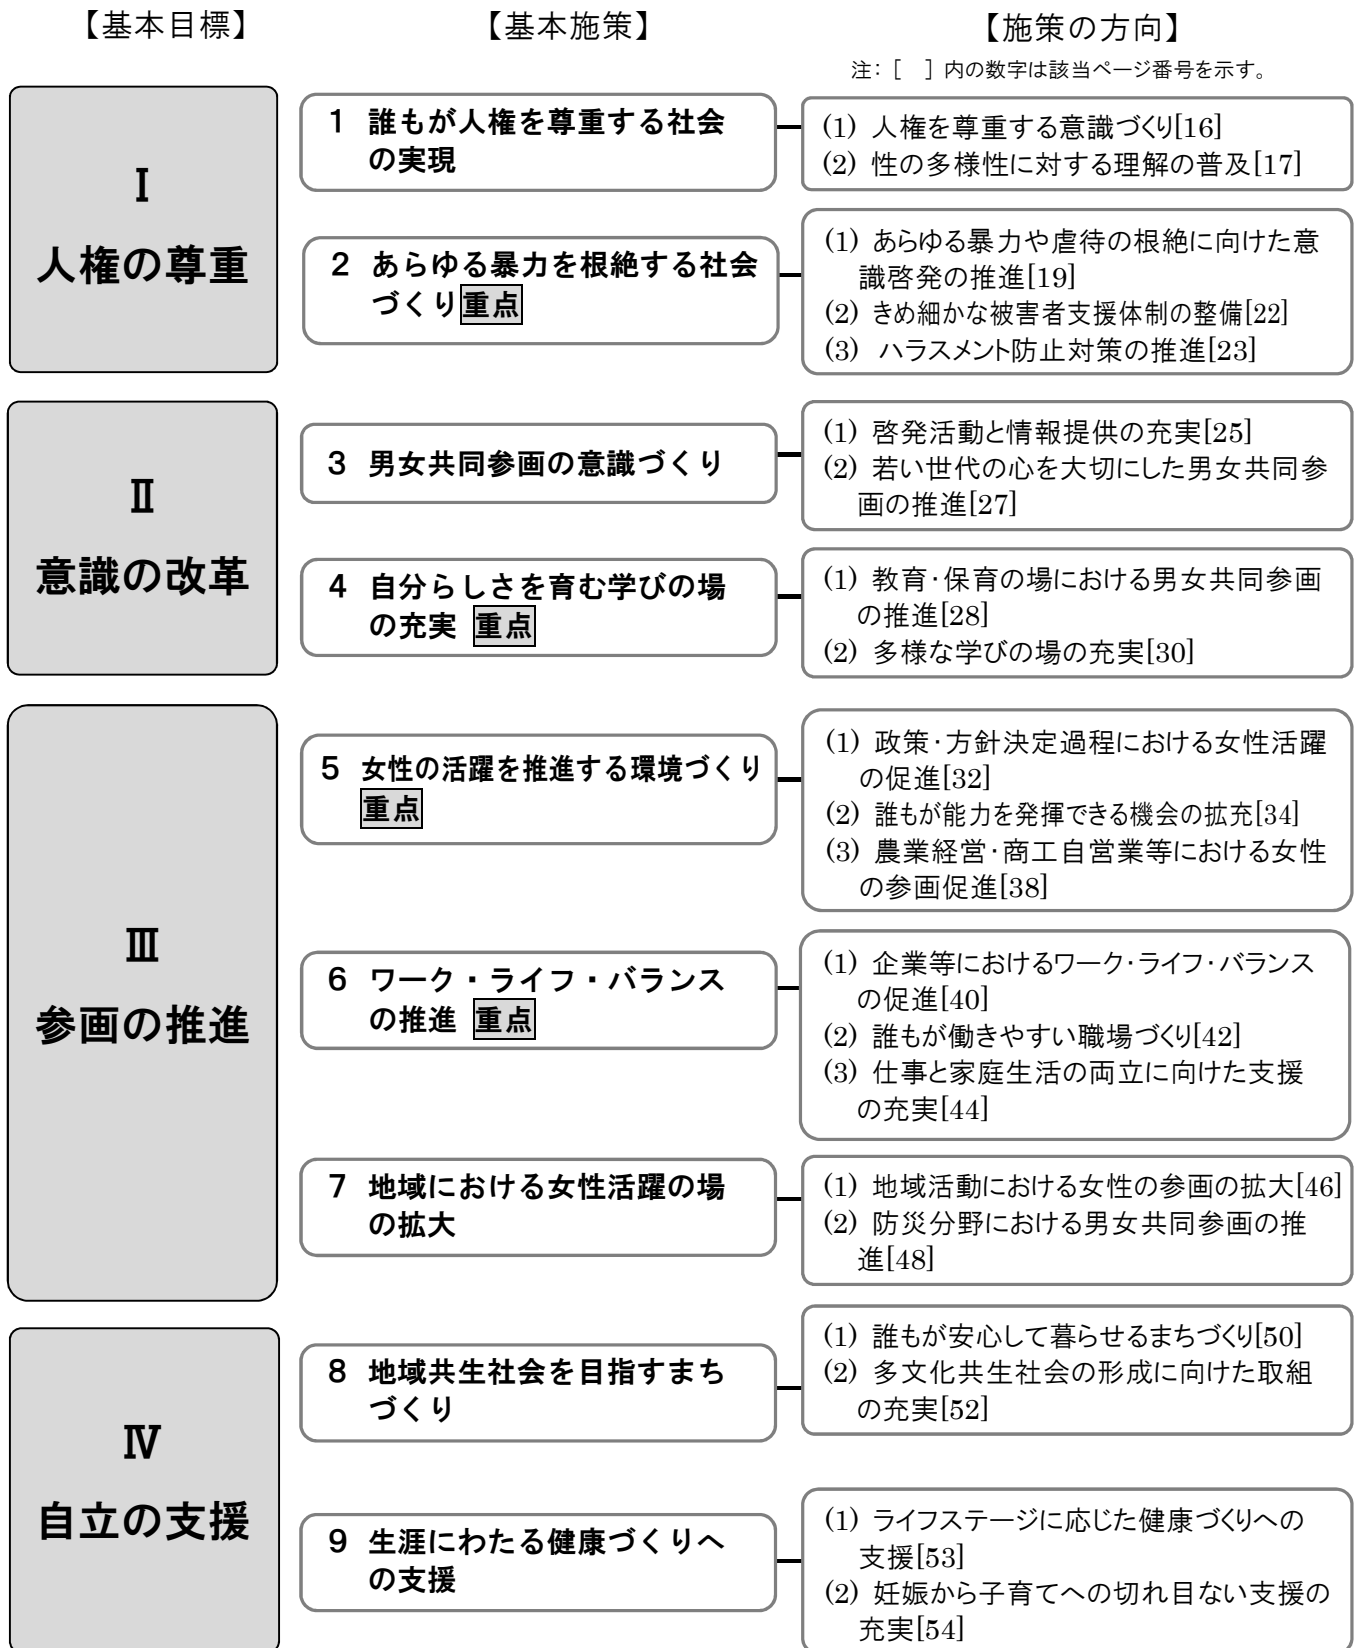 【基本目標】
【基本施策】
【施策の方向】
注：［　］内の数字は該当ページ番号を示す。
Ⅰ
人権の尊重
1 誰もが人権を尊重する社会
の実現
(1) 人権を尊重する意識づくり[16]
(2) 性の多様性に対する理解の普及[17]
2 あらゆる暴力を根絶する社会
づくり重点
(1) あらゆる暴力や虐待の根絶に向けた意
識啓発の推進[19]
(2) きめ細かな被害者支援体制の整備[22]
(3) ハラスメント防止対策の推進[23]
Ⅱ
意識の改革
3 男女共同参画の意識づくり
(1) 啓発活動と情報提供の充実[25]
(2) 若い世代の心を大切にした男女共同参
画の推進[27]
4 自分らしさを育む学びの場
の充実 重点
(1) 教育・保育の場における男女共同参画
の推進[28]
(2) 多様な学びの場の充実[30]
Ⅲ
参画の推進
5 女性の活躍を推進する環境づくり
重点
(1) 政策・方針決定過程における女性活躍
の促進[32]
(2) 誰もが能力を発揮できる機会の拡充[34]
(3) 農業経営・商工自営業等における女性
の参画促進[38]
6 ワーク・ライフ・バランス
の推進 重点
(1) 企業等におけるワーク・ライフ・バランス
の促進[40]
(2) 誰もが働きやすい職場づくり[42]
(3) 仕事と家庭生活の両立に向けた支援
の充実[44]
7 地域における女性活躍の場
の拡大
(1) 地域活動における女性の参画の拡大[46]
(2) 防災分野における男女共同参画の推
進[48]
Ⅳ
自立の支援
8 地域共生社会を目指すまち
づくり
(1) 誰もが安心して暮らせるまちづくり[50]
(2) 多文化共生社会の形成に向けた取組
の充実[52]
9 生涯にわたる健康づくりへ
の支援
(1) ライフステージに応じた健康づくりへの
支援[53]
(2) 妊娠から子育てへの切れ目ない支援の
充実[54]